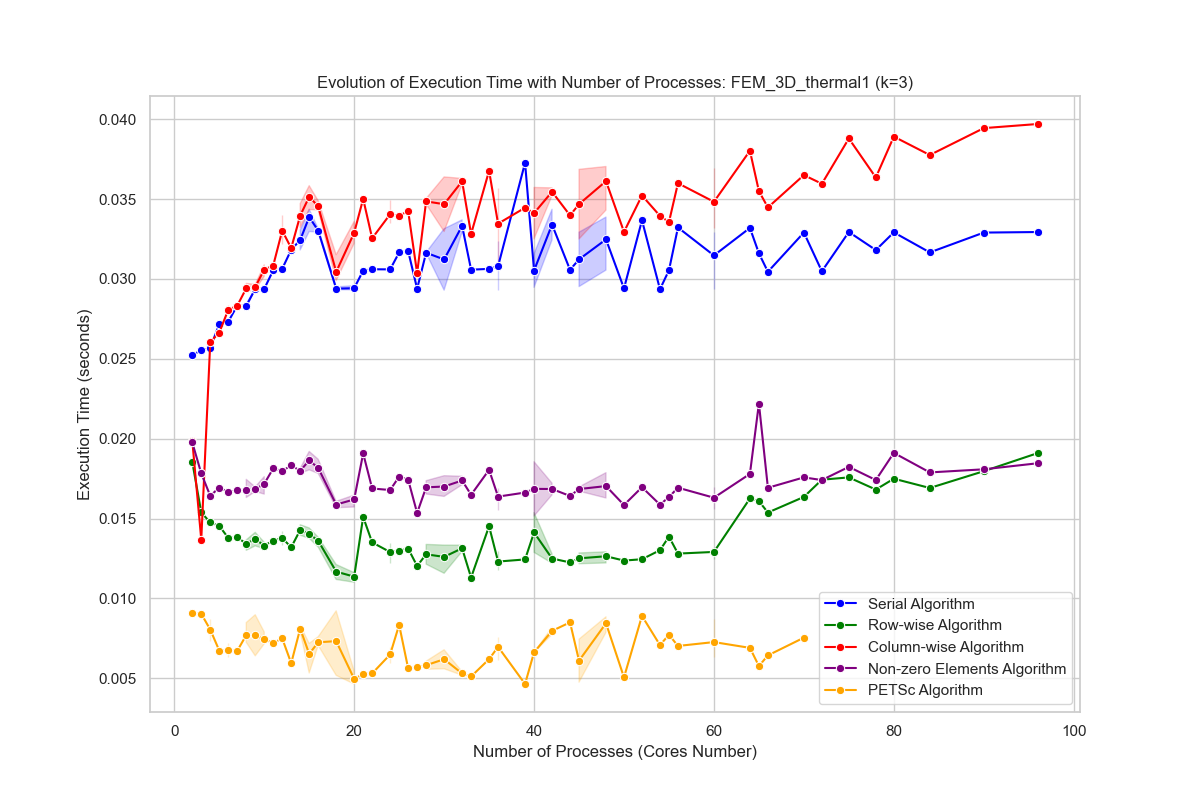 Evolution of Execution Time with Number of Processes: FEM_3D_thermal1 (k=3)
0.040
0.035
0.030
0.025
0.020
0.015
0.010
0.005
Execution Time (seconds)
Serial Algorithm
Row-wise Algorithm
Column-wise Algorithm
Non-zero Elements Algorithm
PETSc Algorithm
0 20 40 60 80 100
Number of Processes (Cores Number)